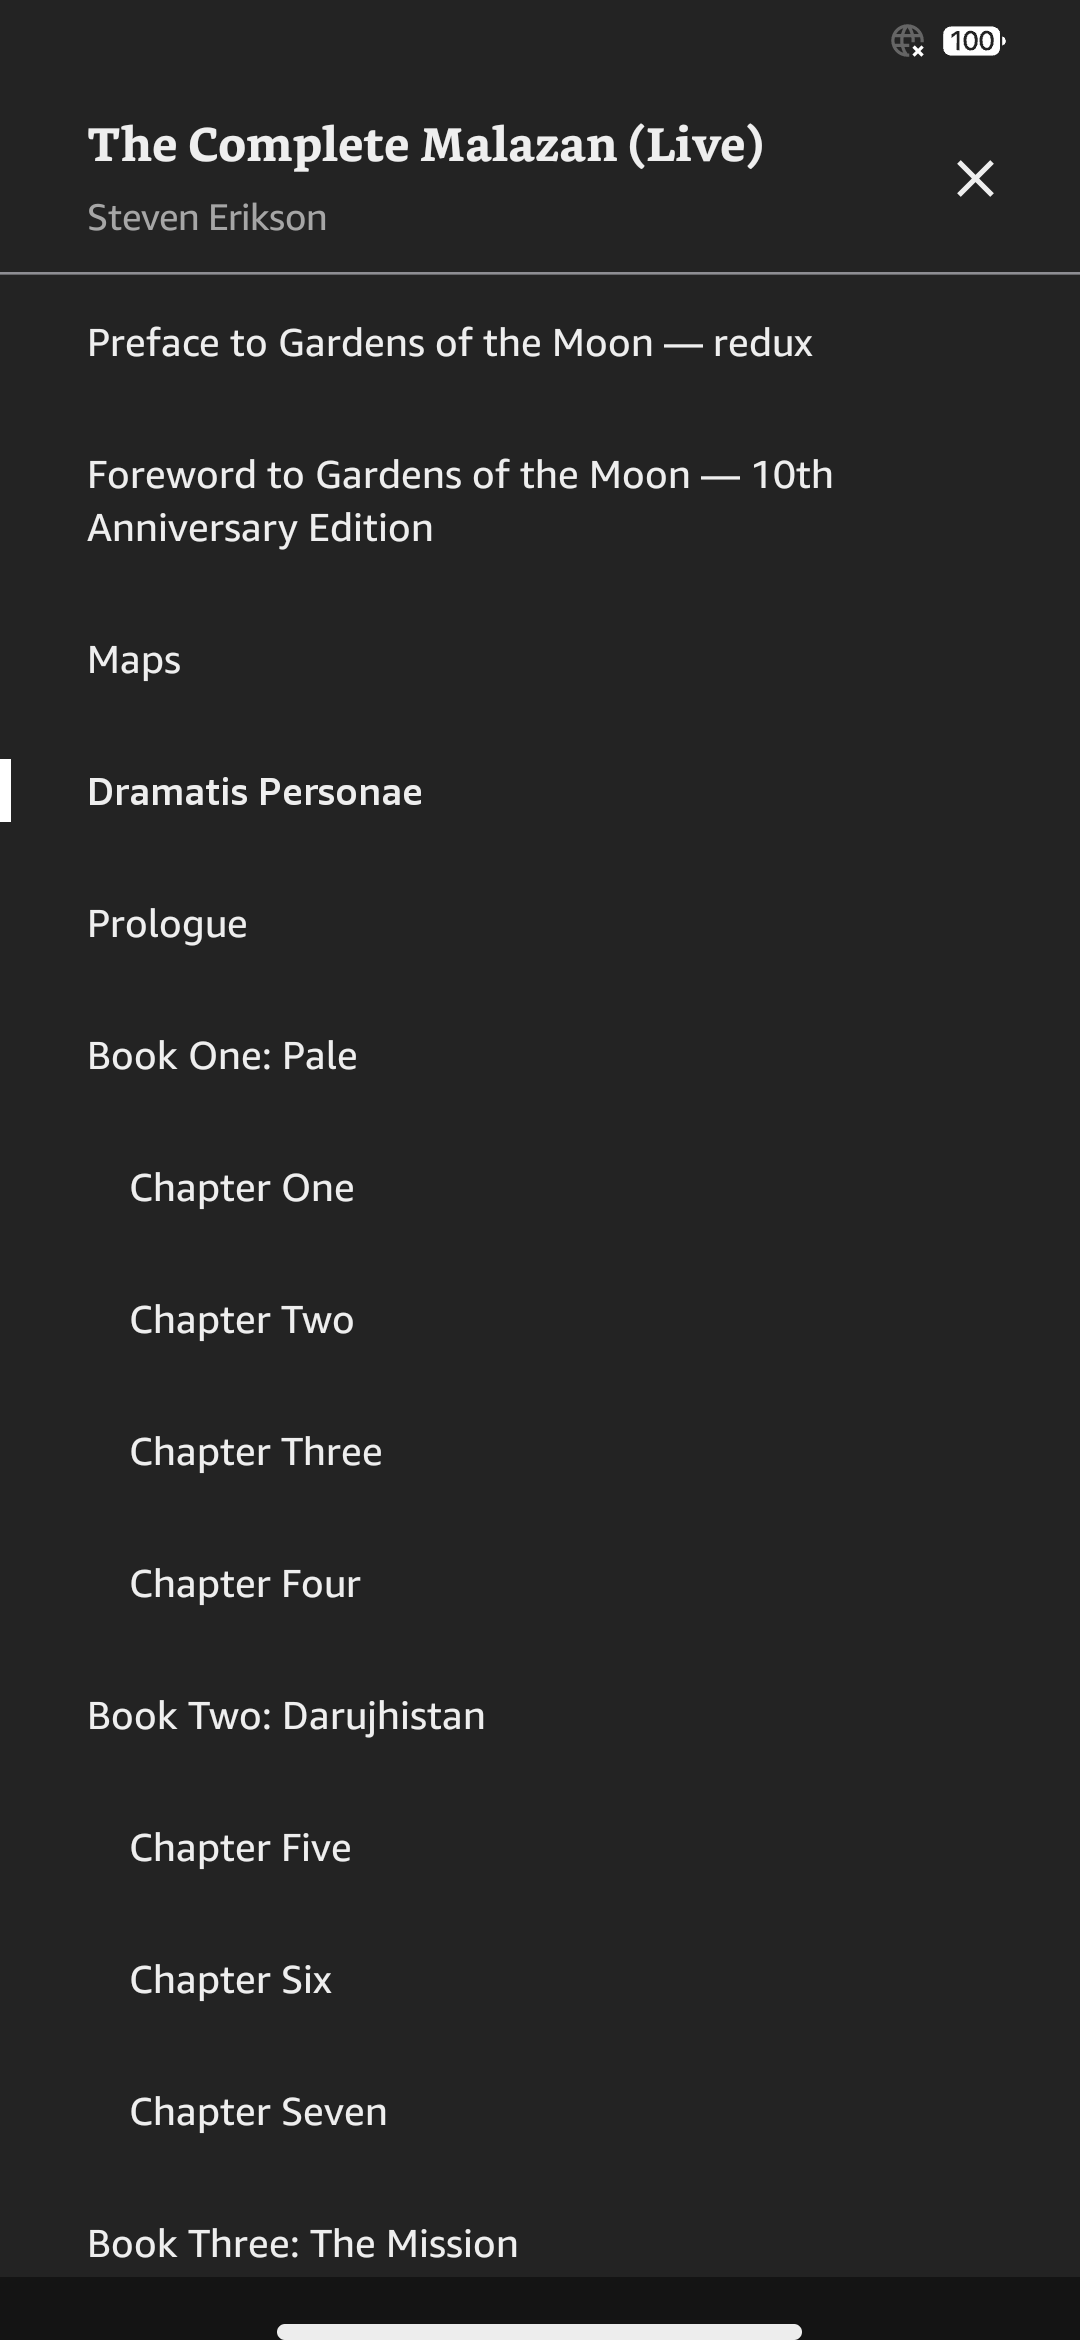 100
The Complete Malazan (Live)
Steven Erikson
Preface to Gardens of the Moon — redux
Foreword to Gardens of the Moon — 10th
Anniversary Edition
Maps
Dramatis Personae
Prologue
Book One: Pale
Chapter One
Chapter Two
Chapter Three
Chapter Four
Book Two: Darujhistan
Chapter Five
Chapter Six
Chapter Seven
Book Three: The Mission